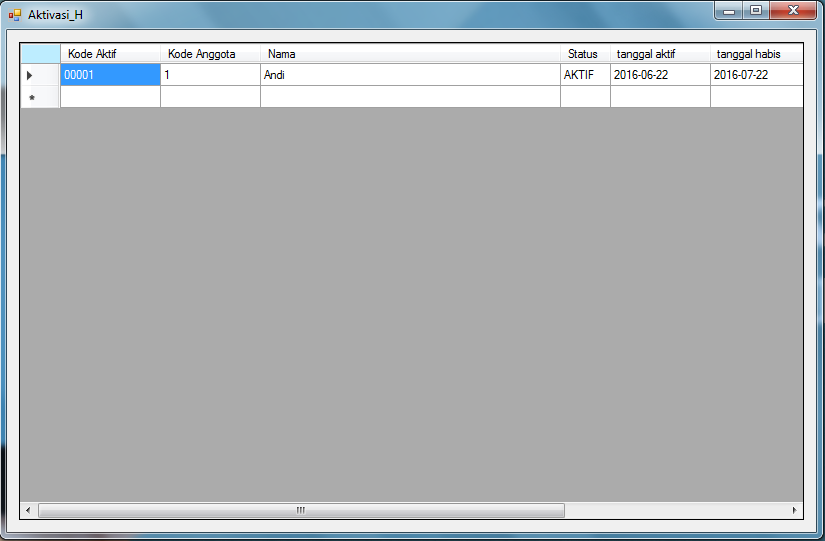 Aktivasi_H
Kode Aktif Kode Anggota Nama Status tanggal aktif tanggal habis
00001 1 Andi AKTIF 2016-06-22 2016-07-22